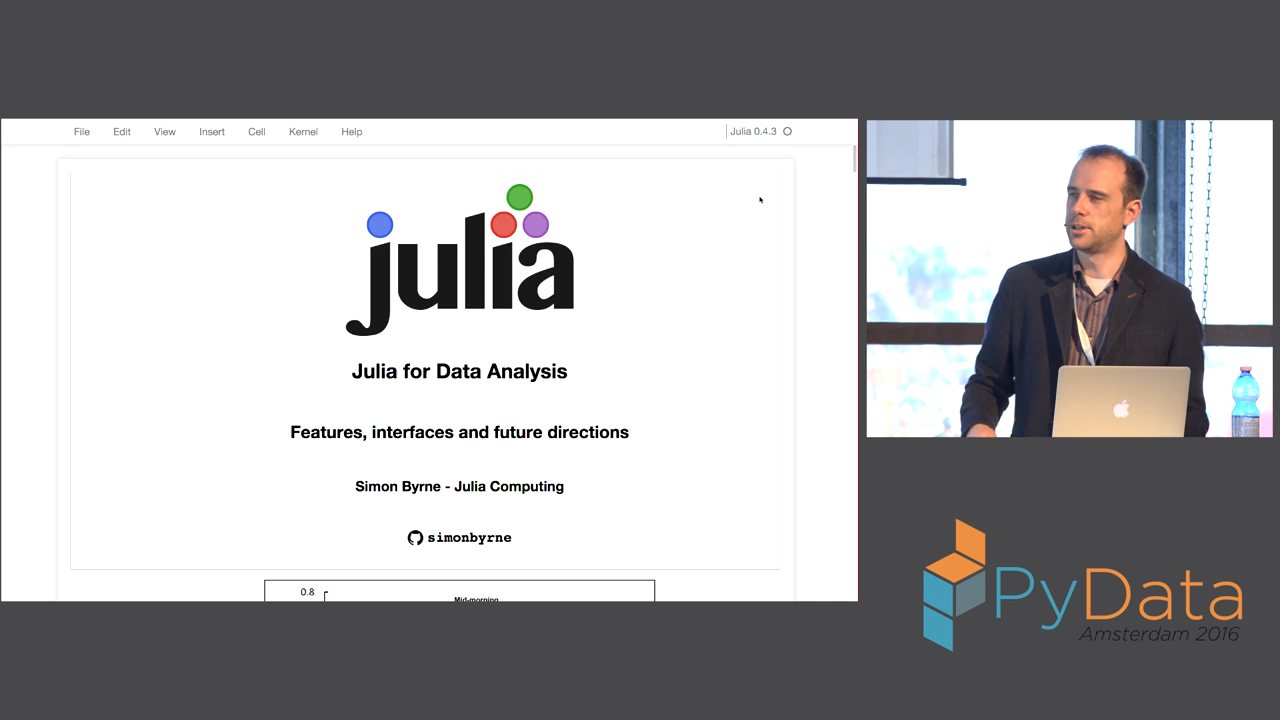 File Edit View Insert Cell Kernel Help Julia 0.4.3
julia
Julia for Data Analysis
Features, interfaces and future directions
Simon Byrne - Julia Computing
simonbyrne
0.8
Mid-morning
PyData
Amsterdam 2016